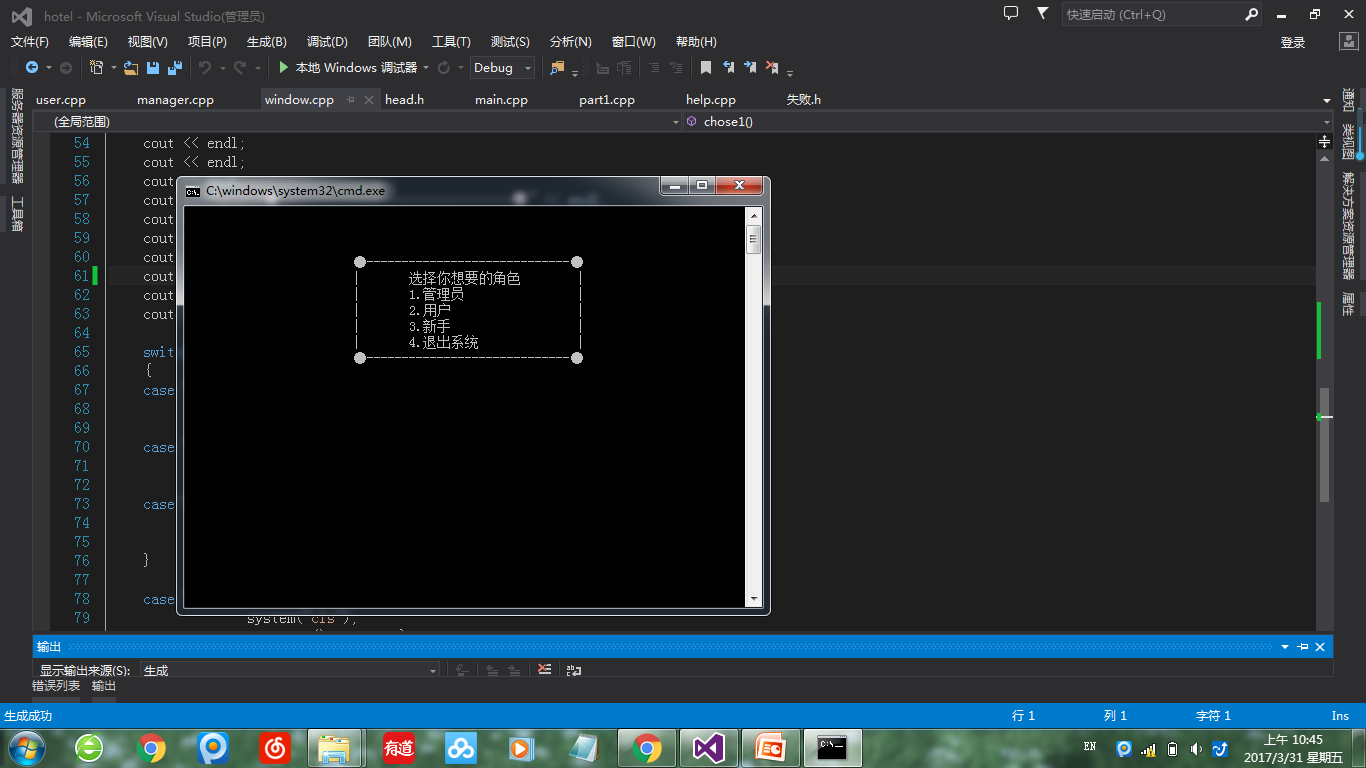 hotel - Microsoft Visual Studio(管理员)
快速启动 (Ctrl+Q)
文件(F) 编辑(E) 视图(V) 项目(P) 生成(B) 调试(D) 团队(M) 工具(T) 测试(S) 分析(N) 窗口(W) 帮助(H) 登录
本地 Windows 调试器 Debug
user.cpp manager.cpp window.cpp head.h main.cpp part1.cpp help.cpp 失败.h
(全局范围) chose1()
服务器资源管理器
工具箱
通知
类视图
解决方案资源管理器
属性
54 cout << endl;
55 cout << endl;
56 cout
57 cout
58 cout
59 cout
60 cout
61 cout
62 cout
63 cout
64
65 swit
66 {
67 case
68
69
70 case
71
72
73 case
74
75
76 }
77
78 case
79 system("cls");
C:\windows\system32\cmd.exe
选择你想要的角色
1.管理员
2.用户
3.新手
4.退出系统
输出
显示输出来源(S): 生成
错误列表 输出
生成成功 行 1 列 1 字符 1 Ins
有道
C:\
EN
上午 10:45
2017/3/31 星期五